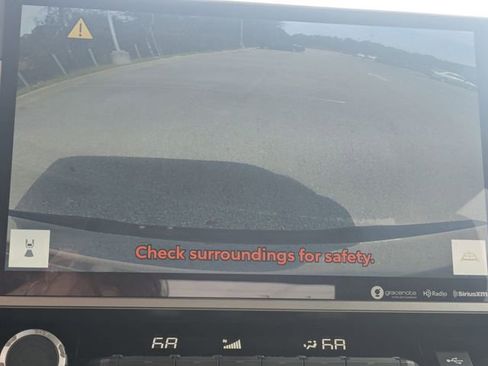 Check surroundings for safety.
gracenote
HD Radio
SiriusXM